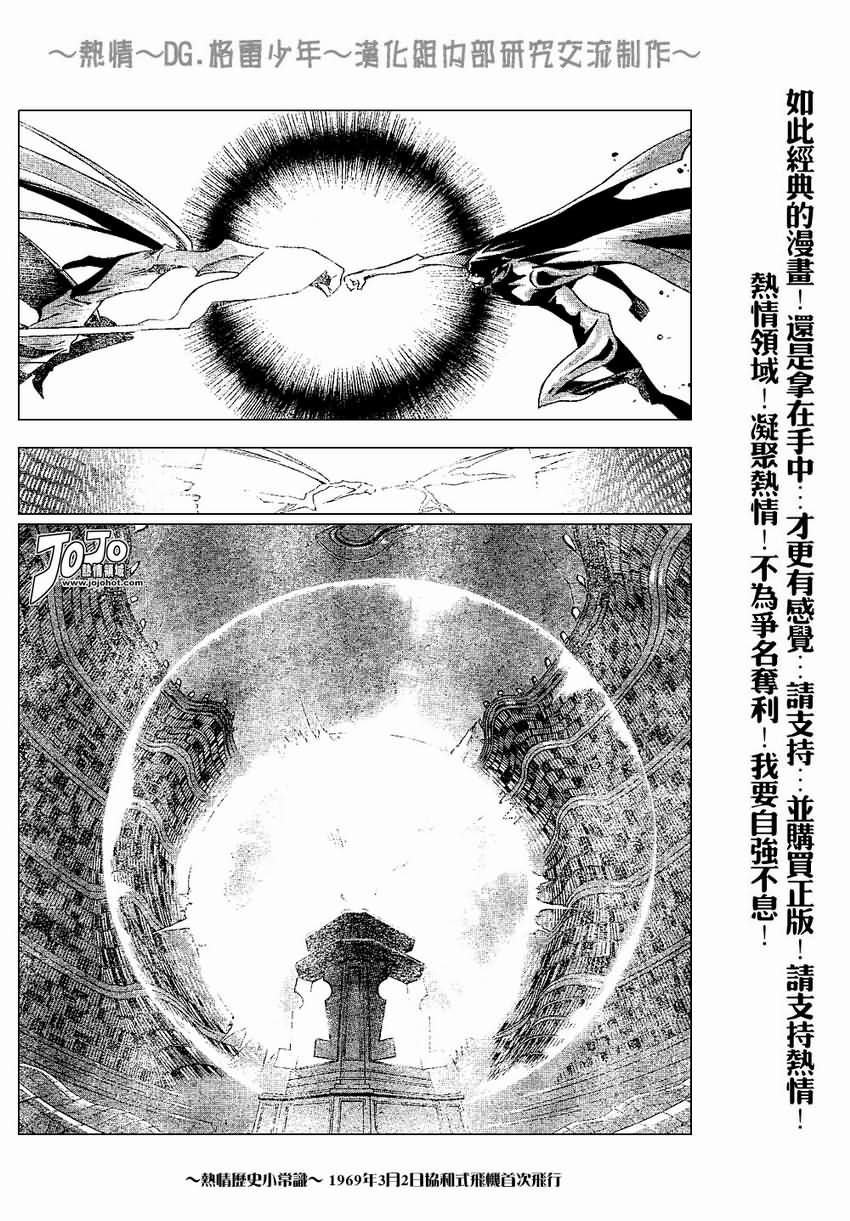 ～熱情～DG.格雷少年～漢化組內部研究交流制作～
如此經典的漫畫！還是拿在手中…才更有感覺…請支持…並購買正版！請支持熱情！
熱情領域！凝聚熱情！不為爭名奪利！我要自強不息！
JOJO
熱情領域
www.jojohot.com
～熱情歷史小常識～ 1969年3月2日協和式飛機首次飛行